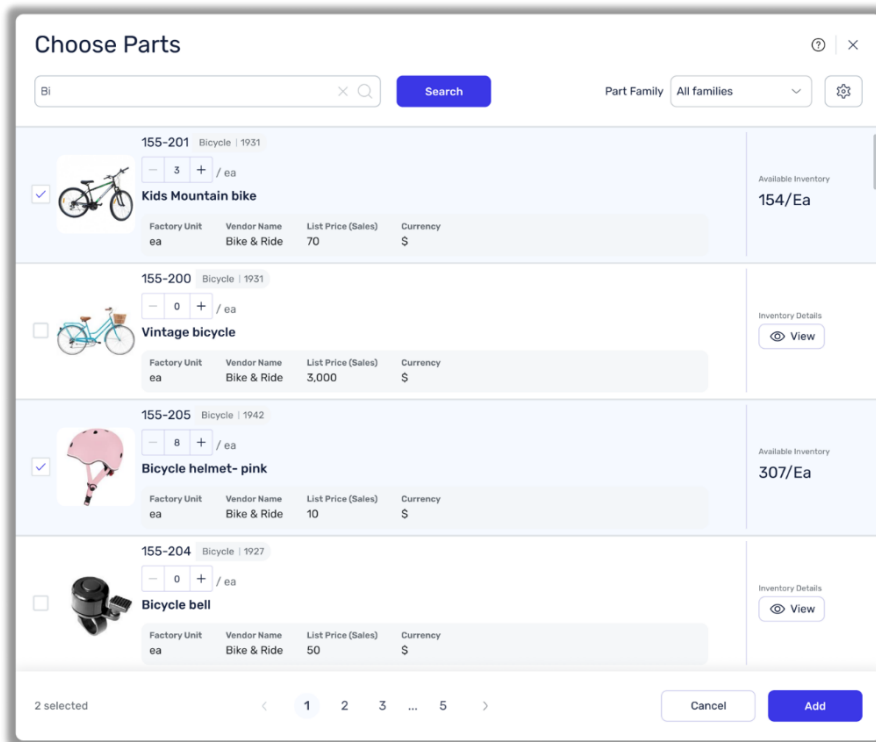 Choose Parts
Bi
Search
Part Family
All families
155-201 Bicycle | 1931
3 / ea
Kids Mountain bike
Factory Unit Vendor Name List Price (Sales) Currency
ea Bike & Ride 70 $
Available Inventory
154/Ea
155-200 Bicycle | 1931
0 / ea
Vintage bicycle
Factory Unit Vendor Name List Price (Sales) Currency
ea Bike & Ride 3,000 $
Inventory Details
View
155-205 Bicycle | 1942
8 / ea
Bicycle helmet- pink
Factory Unit Vendor Name List Price (Sales) Currency
ea Bike & Ride 10 $
Available Inventory
307/Ea
155-204 Bicycle | 1927
0 / ea
Bicycle bell
Factory Unit Vendor Name List Price (Sales) Currency
ea Bike & Ride 50 $
Inventory Details
View
2 selected
1 2 3 ... 5
Cancel
Add